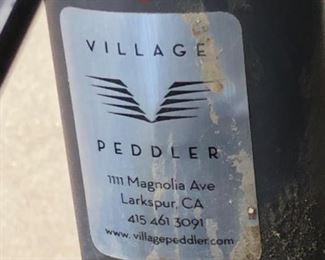 VILLAGE
PEDDLER
1111 Magnolia Ave
Larkspur, CA
415 461 3091
www.villagepeddler.com